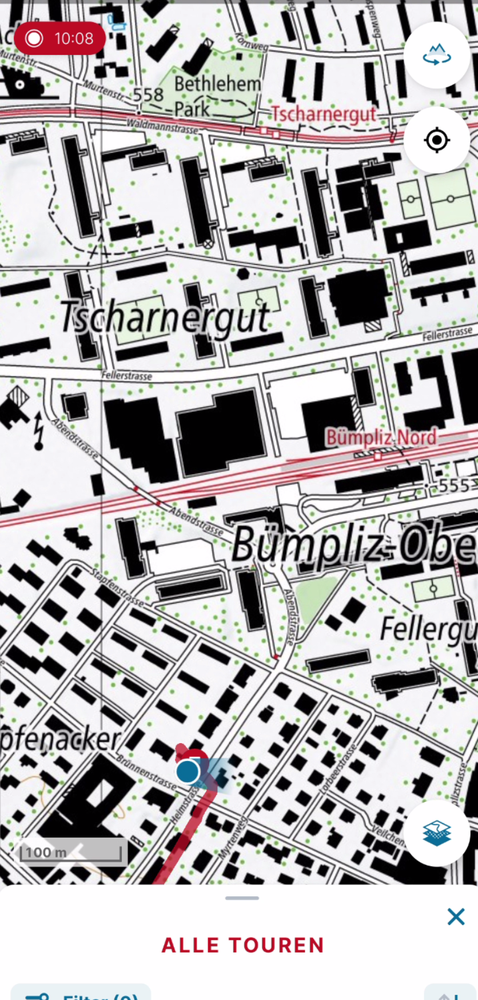 Kornweg
10:08
Murtenstr.
Murtenstr.
558
Bethlehem
Park
Tscharnergut
Waldmannstrasse
Tscharnergut
Fellerstrasse
Fellerstrasse
Abendstrasse
Bümpliz Nord
555
Abendstrasse
Bümpliz-Obe
Stapfenstrasse
Abendstrasse
Fellergu
pfenacker
Brünnenstrasse
Lorbeerstrasse
plizstrasse
Heimstrass
Myrtenweg
Veilchen
100 m
ALLE TOUREN
Filter (0)